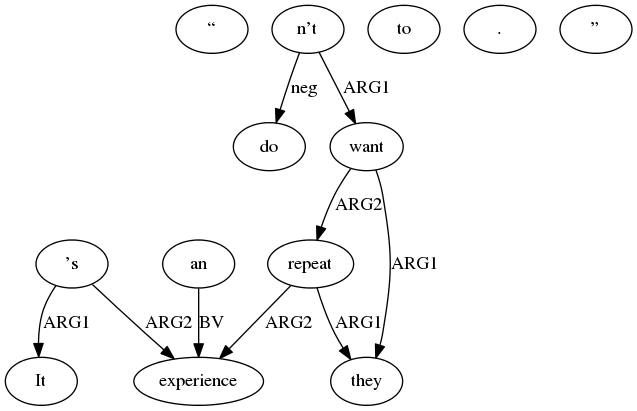 “ n’t to . ”
neg ARG1
do want
ARG2
’s an repeat ARG1
ARG1 ARG2 BV ARG2 ARG1
It experience they